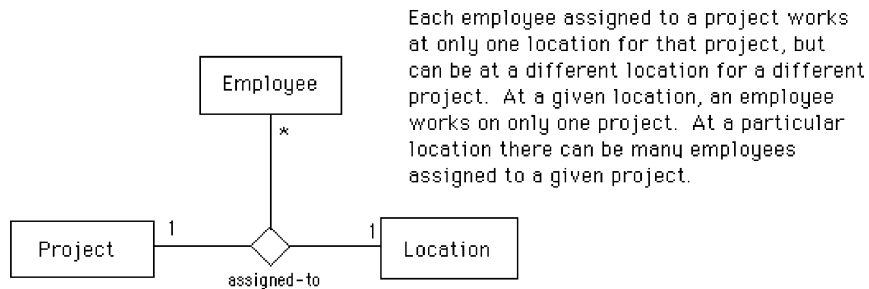 Each employee assigned to a project works
at only one location for that project, but
can be at a different location for a different
project. At a given location, an employee
works on only one project. At a particular
location there can be many employees
assigned to a given project.
Employee
*
1
1
Project
Location
assigned-to